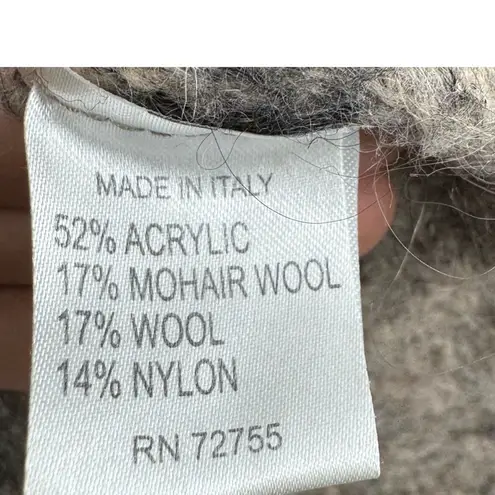 MADE IN ITALY
52% ACRYLIC
17% MOHAIR WOOL
17% WOOL
14% NYLON
RN 72755